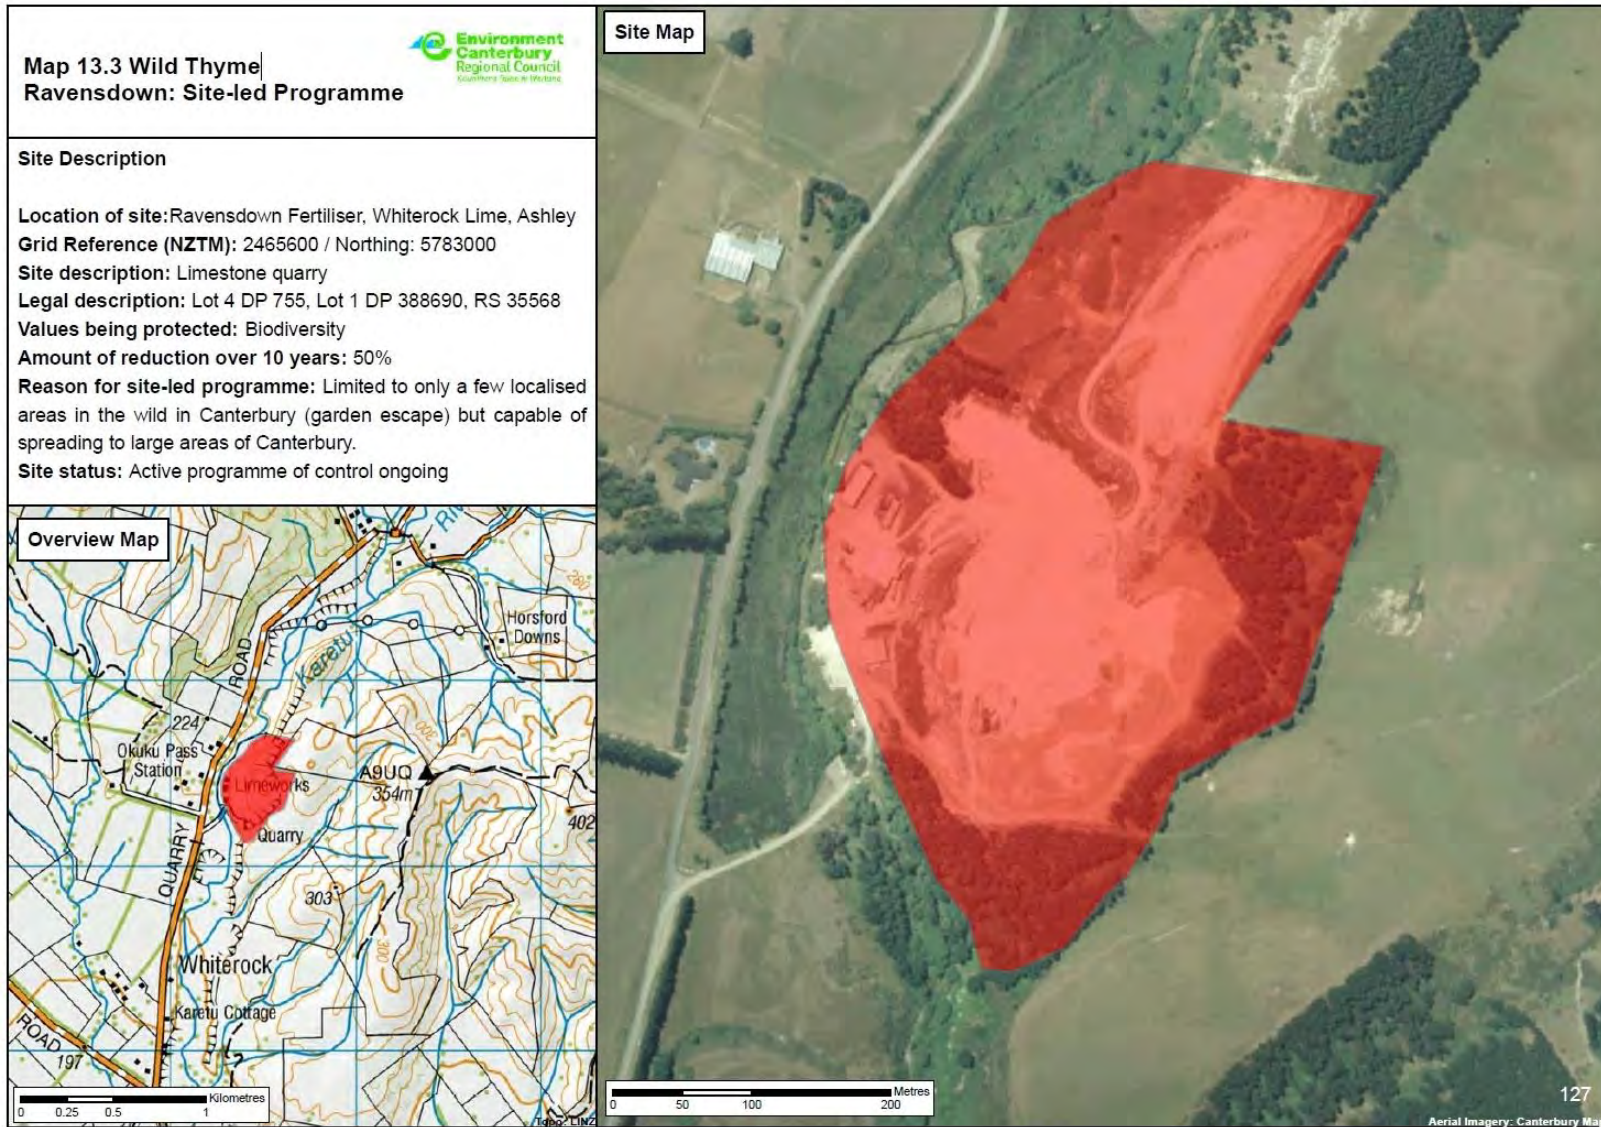 Map 13.3 Wild Thyme
Ravensdown: Site-led Programme
Environment
Canterbury
Regional Council
Site Description
Location of site:Ravensdown Fertiliser, Whiterock Lime, Ashley
Grid Reference (NZTM): 2465600 / Northing: 5783000
Site description: Limestone quarry
Legal description: Lot 4 DP 755, Lot 1 DP 388690, RS 35568
Values being protected: Biodiversity
Amount of reduction over 10 years: 50%
Reason for site-led programme: Limited to only a few localised
areas in the wild in Canterbury (garden escape) but capable of
spreading to large areas of Canterbury.
Site status: Active programme of control ongoing
Overview Map
280
Horsford
Downs
Karetu
ROAD
224
300
Okuku Pass
Station
A9UQ
354m
Limeworks
402
Quarry
QUARRY
303
300
Whiterock
Karetu Cottage
ROAD
197
Kilometres
0 0.25 0.5 1
Topo: LINZ
Site Map
Metres
0 50 100 200
127
Aerial Imagery: Canterbury Map